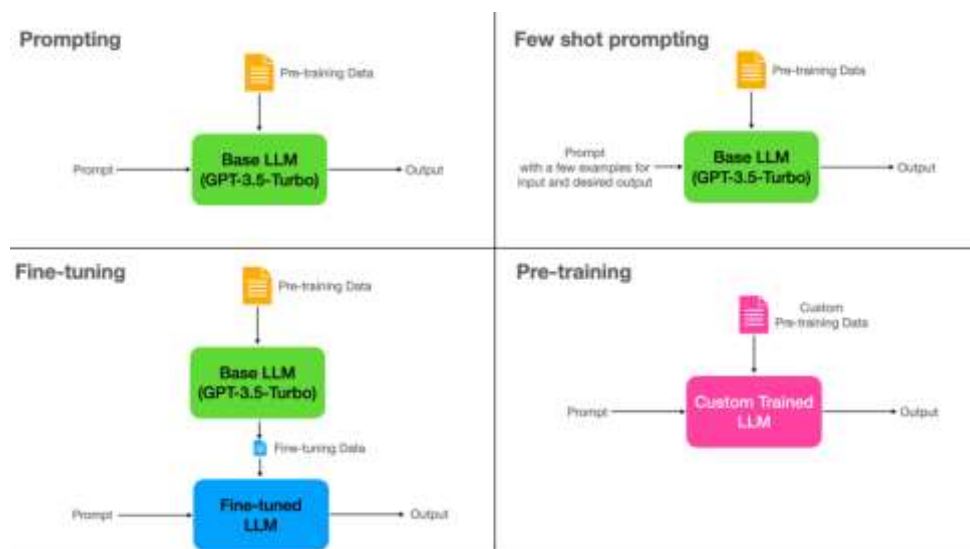 Prompting
Pre-training Data
Prompt
Base LLM
(GPT-3.5-Turbo)
Output
Few shot prompting
Pre-training Data
Prompt
with a few examples for
input and desired output
Base LLM
(GPT-3.5-Turbo)
Output
Fine-tuning
Pre-training Data
Base LLM
(GPT-3.5-Turbo)
Fine-tuning Data
Prompt
Fine-tuned
LLM
Output
Pre-training
Custom
Pre-training Data
Prompt
Custom Trained
LLM
Output